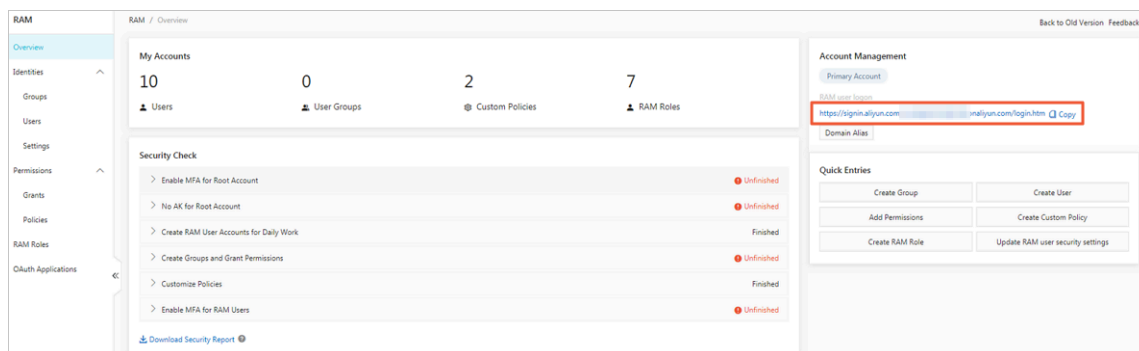 RAM
RAM / Overview
Back to Old Version Feedback
Overview
Identities
Groups
Users
Settings
Permissions
Grants
Policies
RAM Roles
OAuth Applications
My Accounts
10
0
2
7
Users
User Groups
Custom Policies
RAM Roles
Security Check
Enable MFA for Root Account
Unfinished
No AK for Root Account
Unfinished
Create RAM User Accounts for Daily Work
Finished
Create Groups and Grant Permissions
Unfinished
Customize Policies
Finished
Enable MFA for RAM Users
Unfinished
Download Security Report
Account Management
Primary Account
RAM user logon
https://signin.aliyun.com onaliyun.com/login.htm Copy
Domain Alias
Quick Entries
Create Group
Create User
Add Permissions
Create Custom Policy
Create RAM Role
Update RAM user security settings